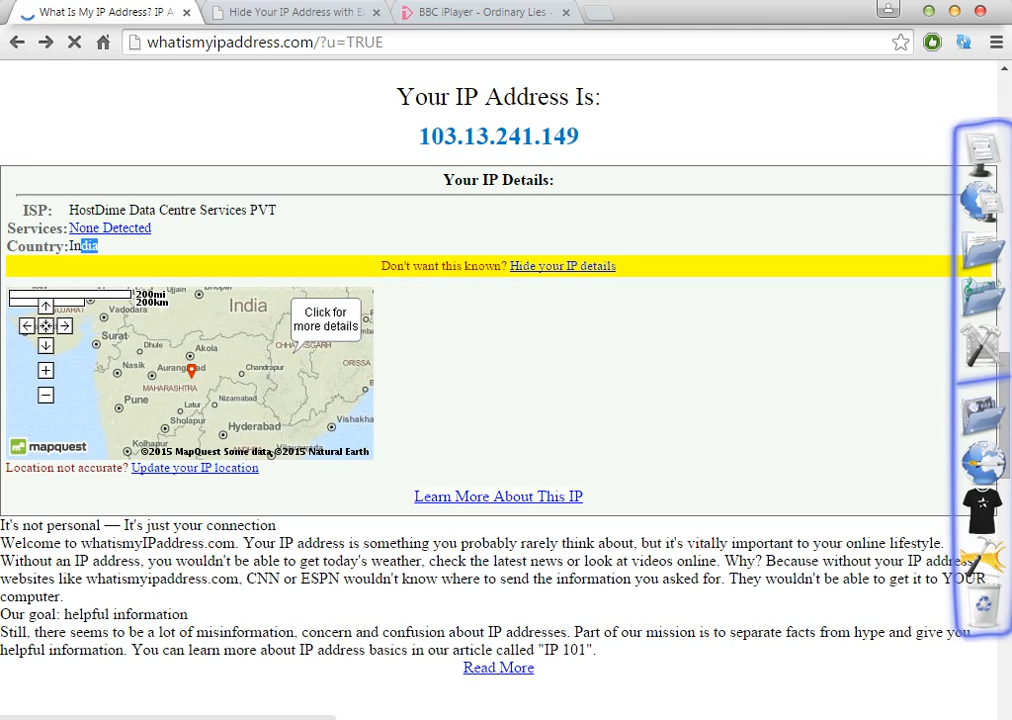 What Is My IP Address? IP A
Hide Your IP Address with E
BBC iPlayer - Ordinary Lies -
whatismyipaddress.com/?u=TRUE
Your IP Address Is:
103.13.241.149
Your IP Details:
ISP: HostDime Data Centre Services PVT
Services: None Detected
Country: India
Don't want this known? Hide your IP details
200mi
200km
India
Click for
more details
Vadodara
Surat
Dhule
Akola
CHHATTISGARH
Nasik
Aurangabad
Chandrapur
ORISSA
MAHARASHTRA
Pune
Latur
Nizamabad
Sholapur
Hyderabad
Vishakha
Kolhapur
mapquest
©2015 MapQuest Some data ©2015 Natural Earth
Location not accurate? Update your IP location
Learn More About This IP
It's not personal — It's just your connection
Welcome to whatismyIPaddress.com. Your IP address is something you probably rarely think about, but it's vitally important to your online lifestyle.
Without an IP address, you wouldn't be able to get today's weather, check the latest news or look at videos online. Why? Because without your IP address
websites like whatismyipaddress.com, CNN or ESPN wouldn't know where to send the information you asked for. They wouldn't be able to get it to YOUR
computer.
Our goal: helpful information
Still, there seems to be a lot of misinformation, concern and confusion about IP addresses. Part of our mission is to separate facts from hype and give you
helpful information. You can learn more about IP address basics in our article called "IP 101".
Read More